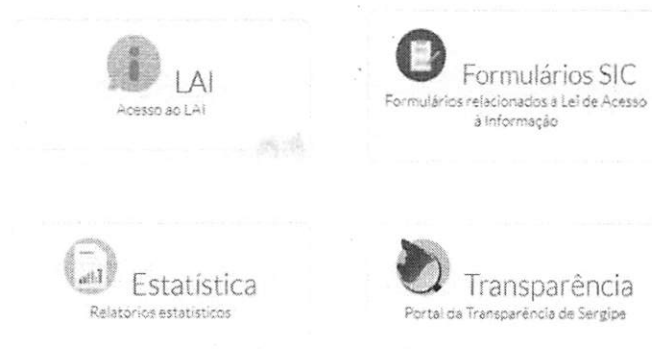 LAI
Acesso ao LAI
Formulários SIC
Formulários relacionados a Lei de Acesso
à Informação
Estatística
Relatórios estatísticos
Transparência
Portal da Transparência de Sergipe